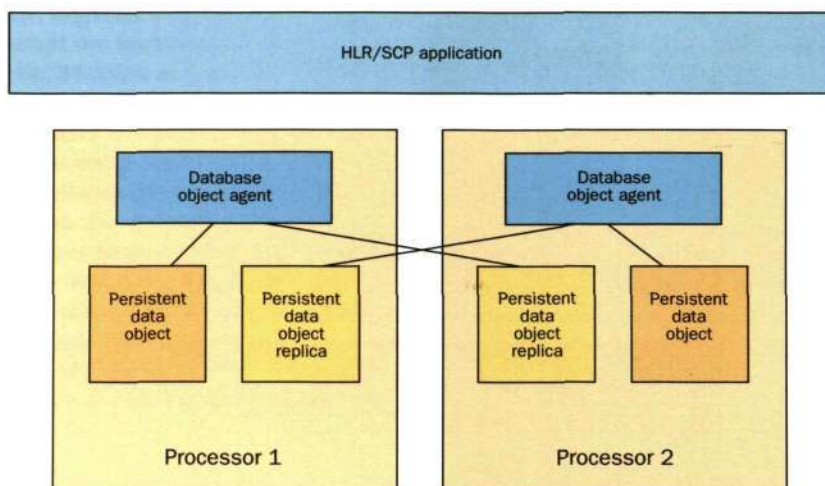 HLR/SCP application
Database
object agent
Database
object agent
Persistent
data
object
Persistent
data
object
replica
Persistent
data
object
replica
Persistent
data
object
Processor 1
Processor 2